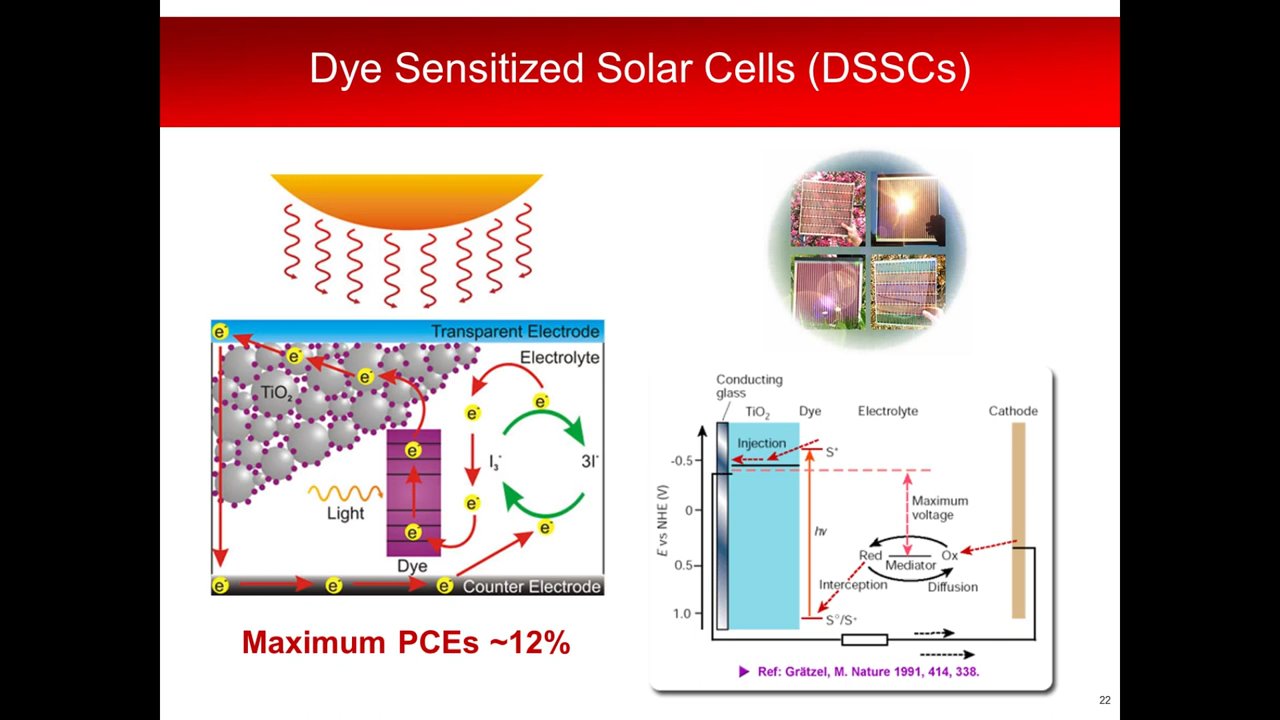 Dye Sensitized Solar Cells (DSSCs)
e⁻
Transparent Electrode
e⁻
Electrolyte
TiO₂
e⁻
e⁻
e⁻
e⁻
I₃⁻
3I⁻
Light
e⁻
e⁻
e⁻
Dye
e⁻
e⁻
e⁻
Counter Electrode
Maximum PCEs ~12%
Conducting
glass
TiO₂
Dye
Electrolyte
Cathode
Injection
S*
-0.5
Maximum
voltage
0
E vs NHE (V)
hν
Red
Ox
Mediator
0.5
Interception
Diffusion
1.0
S°/S⁺
Ref: Grätzel, M. Nature 1991, 414, 338.
22